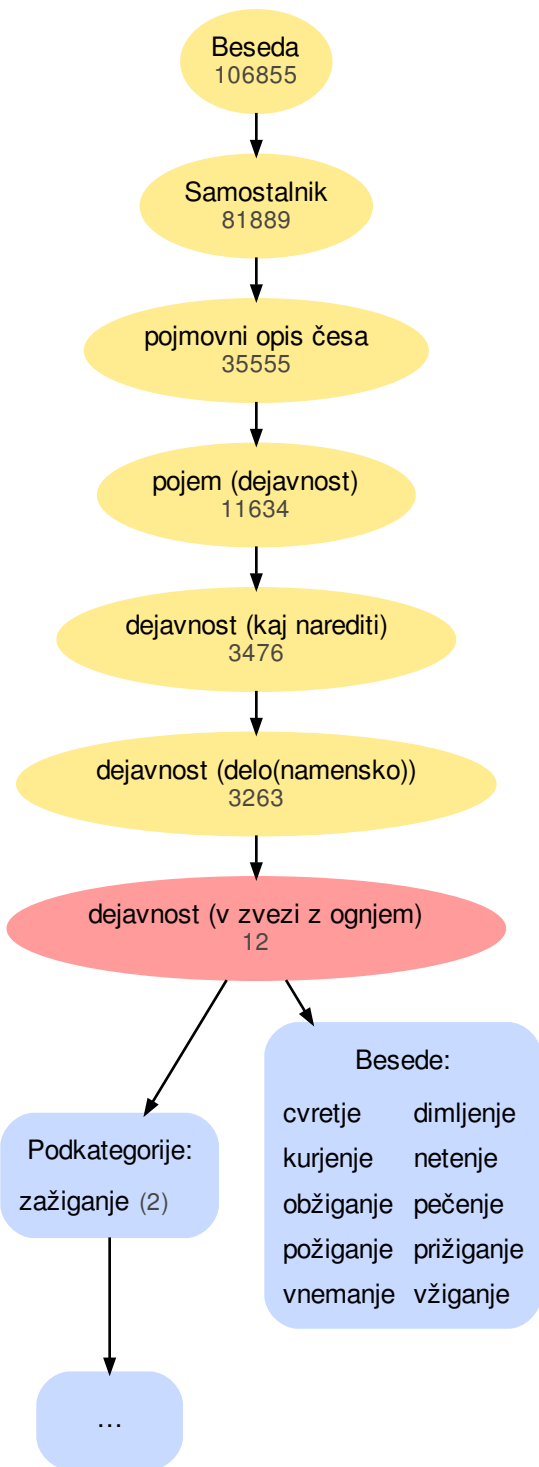 Beseda
106855
Samostalnik
81889
pojmovni opis česa
35555
pojem (dejavnost)
11634
dejavnost (kaj narediti)
3476
dejavnost (delo(namensko))
3263
dejavnost (v zvezi z ognjem)
12
Podkategorije:
zažiganje (2)
...
Besede:
cvretje dimljenje
kurjenje netenje
obžiganje pečenje
požiganje prižiganje
vnemanje vžiganje